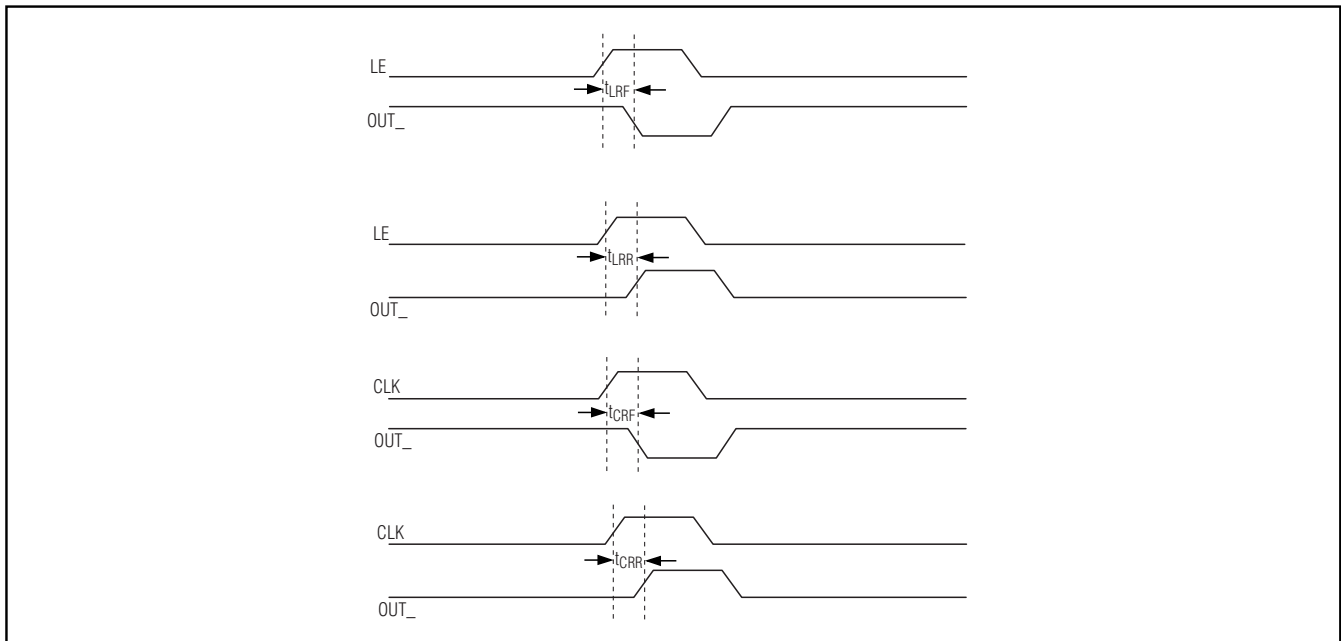 LE
tLRF
OUT_
LE
tLRR
OUT_
CLK
tCRF
OUT_
CLK
tCRR
OUT_